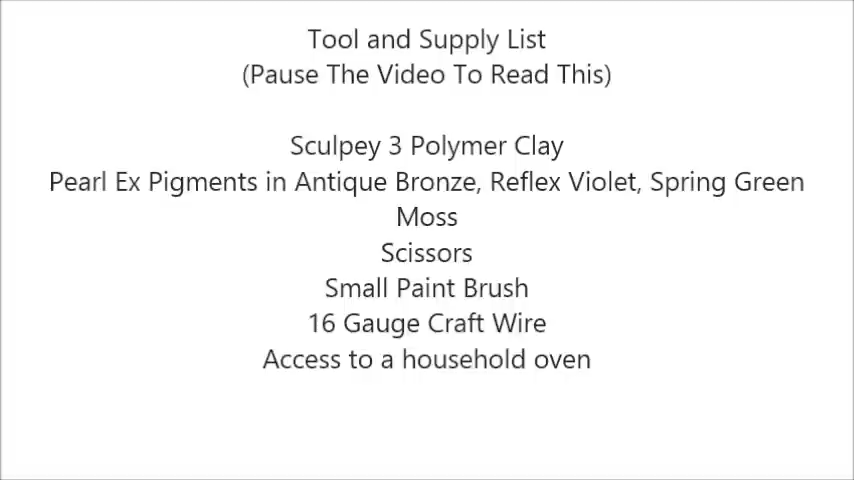 Tool and Supply List
(Pause The Video To Read This)
Sculpey 3 Polymer Clay
Pearl Ex Pigments in Antique Bronze, Reflex Violet, Spring Green
Moss
Scissors
Small Paint Brush
16 Gauge Craft Wire
Access to a household oven